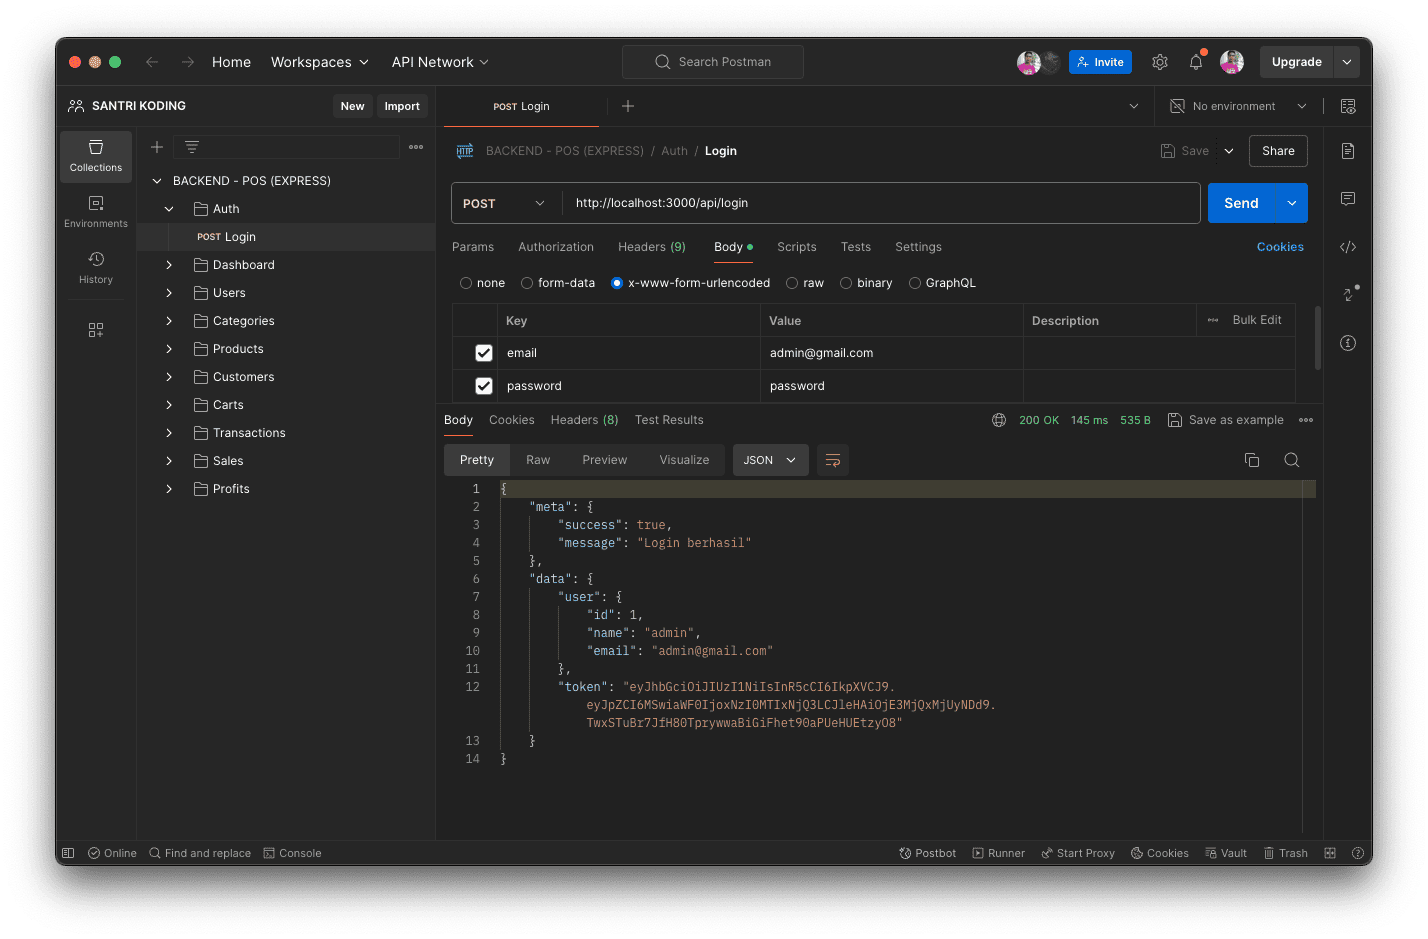 Home Workspaces API Network Search Postman Invite Upgrade
SANTRI KODING New Import POST Login No environment
Collections
Environments
History
BACKEND - POS (EXPRESS)
Auth
POST Login
Dashboard
Users
Categories
Products
Customers
Carts
Transactions
Sales
Profits
HTTP BACKEND - POS (EXPRESS) / Auth / Login Save Share
POST http://localhost:3000/api/login Send
Params Authorization Headers (9) Body Scripts Tests Settings Cookies
none form-data x-www-form-urlencoded raw binary GraphQL
Key Value Description Bulk Edit
email admin@gmail.com
password password
Body Cookies Headers (8) Test Results 200 OK 145 ms 535 B Save as example
Pretty Raw Preview Visualize JSON
1 {
2 "meta": {
3 "success": true,
4 "message": "Login berhasil"
5 },
6 "data": {
7 "user": {
8 "id": 1,
9 "name": "admin",
10 "email": "admin@gmail.com"
11 },
12 "token": "eyJhbGciOiJIUzI1NiIsInR5cCI6IkpXVCJ9.
eyJpZCI6MSwiaWF0IjoxNzI0MTIxNjQ3LCJleHAiOjE3MjQxMjUyNDd9.
TwxSTuBr7JfH80TprywwaBiGiFhet90aPUeHUEtzyO8"
13 }
14 }
Online Find and replace Console Postbot Runner Start Proxy Cookies Vault Trash